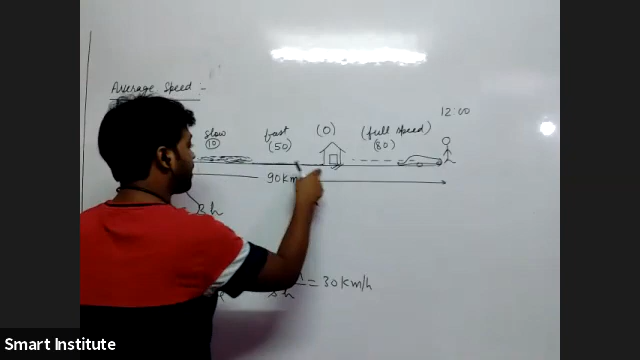 Average Speed :-
12:00
slow fast (0) (full speed)
(10) (50) (80)
90km
3h
= 30 km/h
Smart Institute